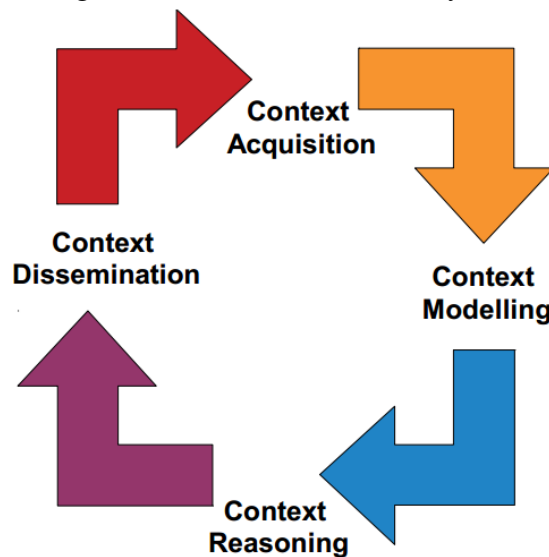 Context
Acquisition
Context
Modelling
Context
Reasoning
Context
Dissemination